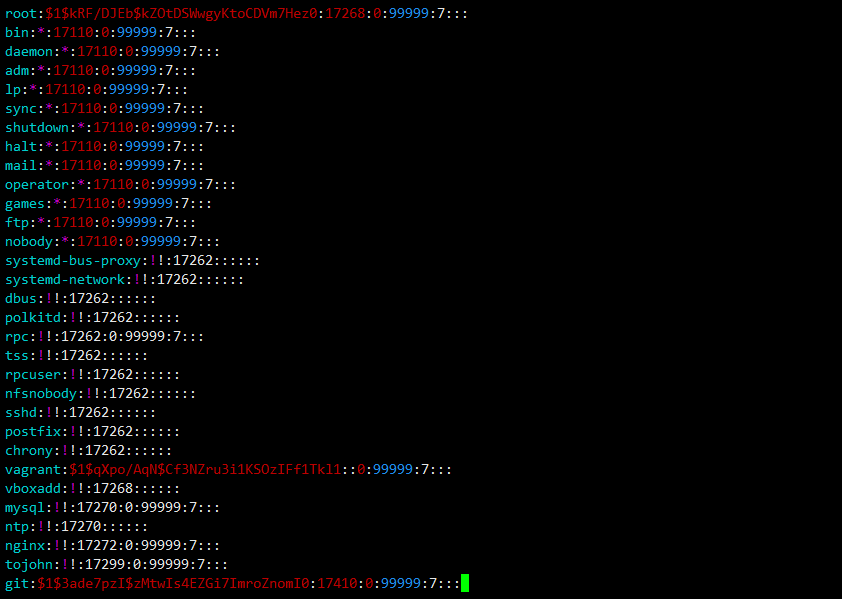 root:$1$kRF/DJEb$kZOtDSWwgyKtoCDVm7Hez0:17268:0:99999:7:::
bin:*:17110:0:99999:7:::
daemon:*:17110:0:99999:7:::
adm:*:17110:0:99999:7:::
lp:*:17110:0:99999:7:::
sync:*:17110:0:99999:7:::
shutdown:*:17110:0:99999:7:::
halt:*:17110:0:99999:7:::
mail:*:17110:0:99999:7:::
operator:*:17110:0:99999:7:::
games:*:17110:0:99999:7:::
ftp:*:17110:0:99999:7:::
nobody:*:17110:0:99999:7:::
systemd-bus-proxy:!!:17262::::::
systemd-network:!!:17262::::::
dbus:!!:17262::::::
polkitd:!!:17262::::::
rpc:!!:17262:0:99999:7:::
tss:!!:17262::::::
rpcuser:!!:17262::::::
nfsnobody:!!:17262::::::
sshd:!!:17262::::::
postfix:!!:17262::::::
chrony:!!:17262::::::
vagrant:$1$qXpo/AqN$Cf3NZru3i1KSOzIFf1Tkl1::0:99999:7:::
vboxadd:!!:17268::::::
mysql:!!:17270:0:99999:7:::
ntp:!!:17270::::::
nginx:!!:17272:0:99999:7:::
tojohn:!!:17299:0:99999:7:::
git:$1$3ade7pzI$zMtwIs4EZGi7ImroZnomI0:17410:0:99999:7:::